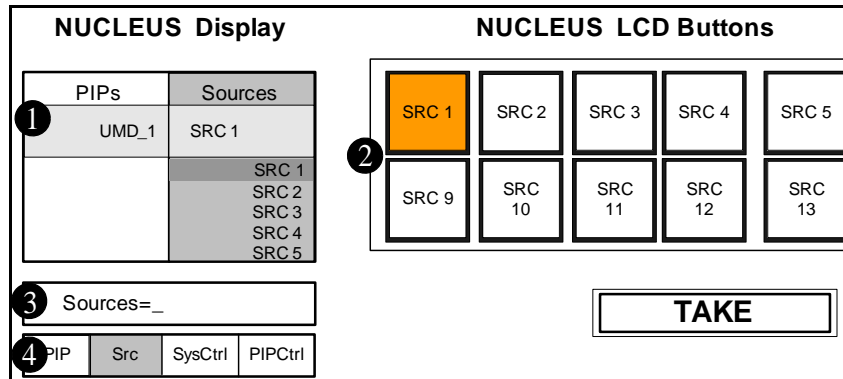 NUCLEUS Display
NUCLEUS LCD Buttons
PIPs Sources
1
UMD_1 SRC 1
SRC 1
SRC 2
SRC 3
SRC 4
SRC 5
2
SRC 1 SRC 2 SRC 3 SRC 4 SRC 5
SRC 9 SRC 10 SRC 11 SRC 12 SRC 13
3 Sources=_
TAKE
4 PIP Src SysCtrl PIPCtrl